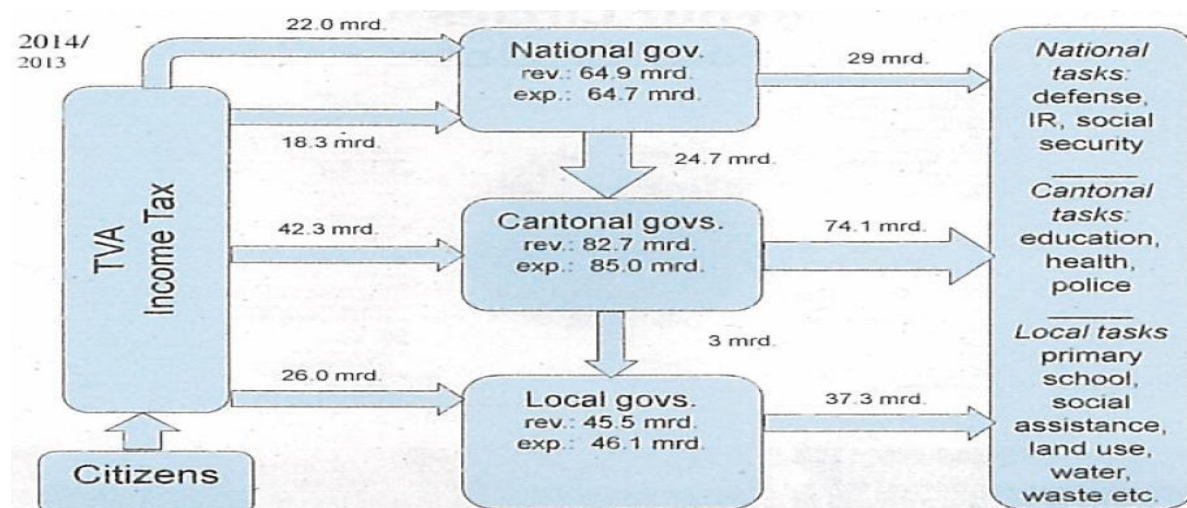 2014/
2013
TVA
Income Tax
Citizens
22.0 mrd.
18.3 mrd.
42.3 mrd.
26.0 mrd.
National gov.
rev.: 64.9 mrd.
exp.: 64.7 mrd.
24.7 mrd.
Cantonal govs.
rev.: 82.7 mrd.
exp.: 85.0 mrd.
3 mrd.
Local govs.
rev.: 45.5 mrd.
exp.: 46.1 mrd.
29 mrd.
74.1 mrd.
37.3 mrd.
National
tasks:
defense,
IR, social
security
Cantonal
tasks:
education,
health,
police
Local tasks
primary
school,
social
assistance,
land use,
water,
waste etc.